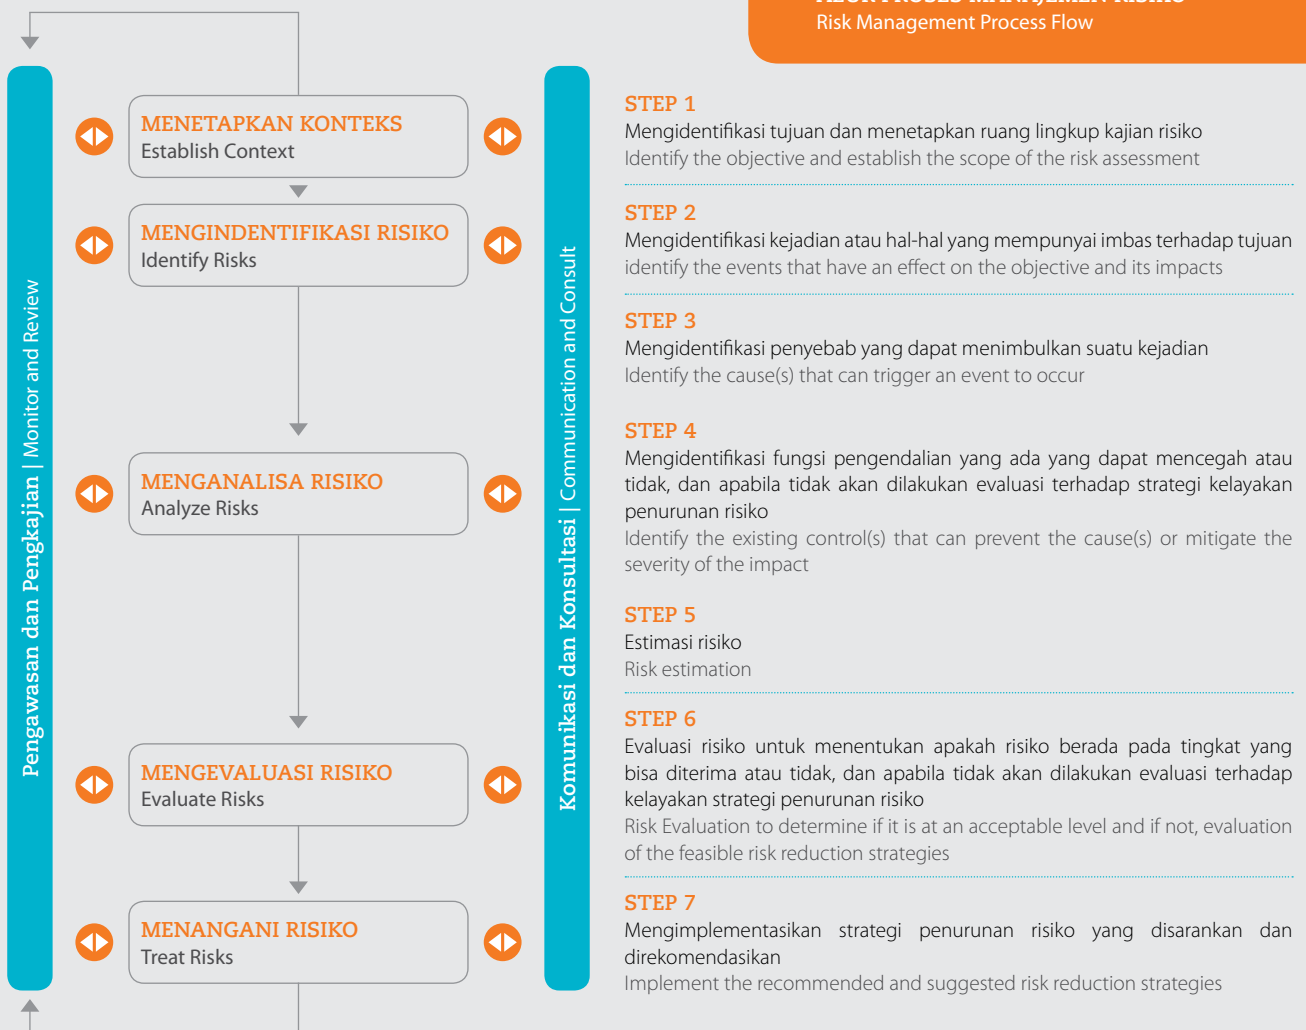 ALUR PROSES MANAJEMEN RISIKO
Risk Management Process Flow
Pengawasan dan Pengkajian | Monitor and Review
MENETAPKAN KONTEKS
Establish Context
MENGINDENTIFIKASI RISIKO
Identify Risks
MENGANALISA RISIKO
Analyze Risks
MENGEVALUASI RISIKO
Evaluate Risks
MENANGANI RISIKO
Treat Risks
Komunikasi dan Konsultasi | Communication and Consult
STEP 1
Mengidentifikasi tujuan dan menetapkan ruang lingkup kajian risiko
Identify the objective and establish the scope of the risk assessment
STEP 2
Mengidentifikasi kejadian atau hal-hal yang mempunyai imbas terhadap tujuan
identify the events that have an effect on the objective and its impacts
STEP 3
Mengidentifikasi penyebab yang dapat menimbulkan suatu kejadian
Identify the cause(s) that can trigger an event to occur
STEP 4
Mengidentifikasi fungsi pengendalian yang ada yang dapat mencegah atau
tidak, dan apabila tidak akan dilakukan evaluasi terhadap strategi kelayakan
penurunan risiko
Identify the existing control(s) that can prevent the cause(s) or mitigate the
severity of the impact
STEP 5
Estimasi risiko
Risk estimation
STEP 6
Evaluasi risiko untuk menentukan apakah risiko berada pada tingkat yang
bisa diterima atau tidak, dan apabila tidak akan dilakukan evaluasi terhadap
kelayakan strategi penurunan risiko
Risk Evaluation to determine if it is at an acceptable level and if not, evaluation
of the feasible risk reduction strategies
STEP 7
Mengimplementasikan strategi penurunan risiko yang disarankan dan
direkomendasikan
Implement the recommended and suggested risk reduction strategies